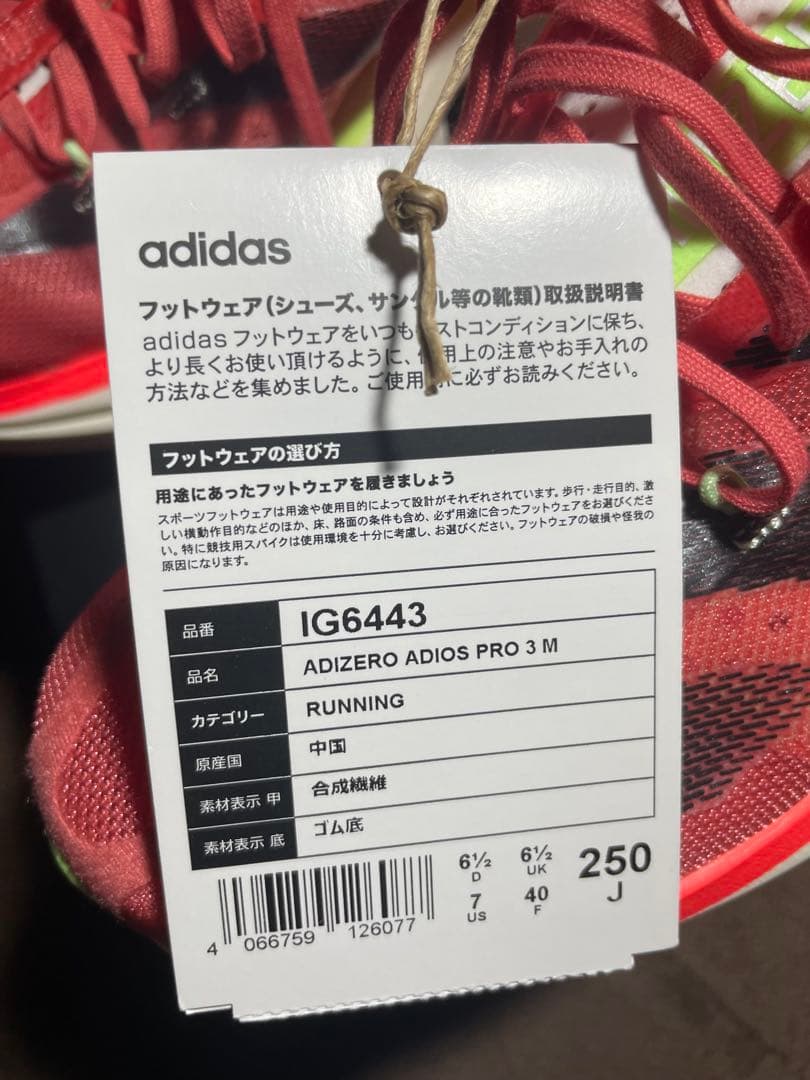 adidas
フットウェア(シューズ、サンダル等の靴類)取扱説明書
adidas フットウェアをいつも ストコンディションに保ち、
より長くお使い頂けるように、 用上の注意やお手入れの
方法などを集めました。ご使用 に必ずお読みください。
フットウェアの選び方
用途にあったフットウェアを履きましょう
スポーツフットウェアは用途や使用目的によって設計がそれぞれされています。歩行・走行目的、激
しい横動作目的などのほか、床、路面の条件も含め、必ず用途に合ったフットウェアをお選びくださ
い。特に競技用スパイクは使用環境を十分に考慮し、お選びください。フットウェアの破損や怪我の
原因になります。
品番 IG6443
品名 ADIZERO ADIOS PRO 3 M
カテゴリー RUNNING
原産国 中国
素材表示 甲 合成繊維
素材表示 底 ゴム底
6½ 6½ 250
D UK J
7 40
US F
4 066759 126077